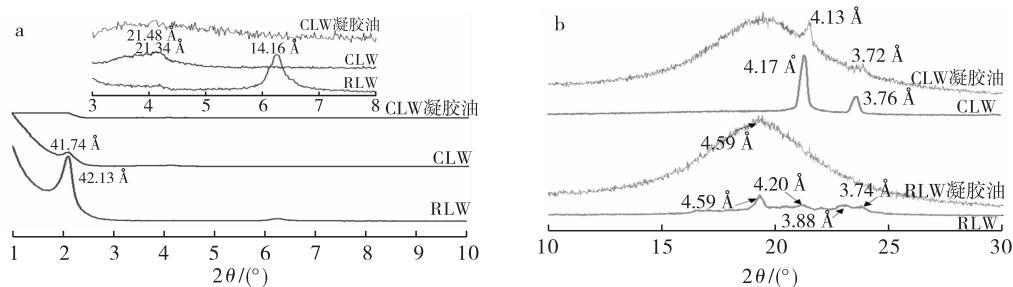 a
CLW凝胶油
21.48 Å
21.34 Å
14.16 Å
CLW
RLW
3 4 5 6 7 8
CLW凝胶油
41.74 Å
CLW
42.13 Å
RLW
1 2 3 4 5 6 7 8 9 10
2θ/(°)
b
4.13 Å
3.72 Å
4.17 Å
CLW凝胶油
3.76 Å
CLW
4.59 Å
4.20 Å
3.74 Å
RLW凝胶油
4.59 Å
3.88 Å
RLW
10 15 20 25 30
2θ/(°)